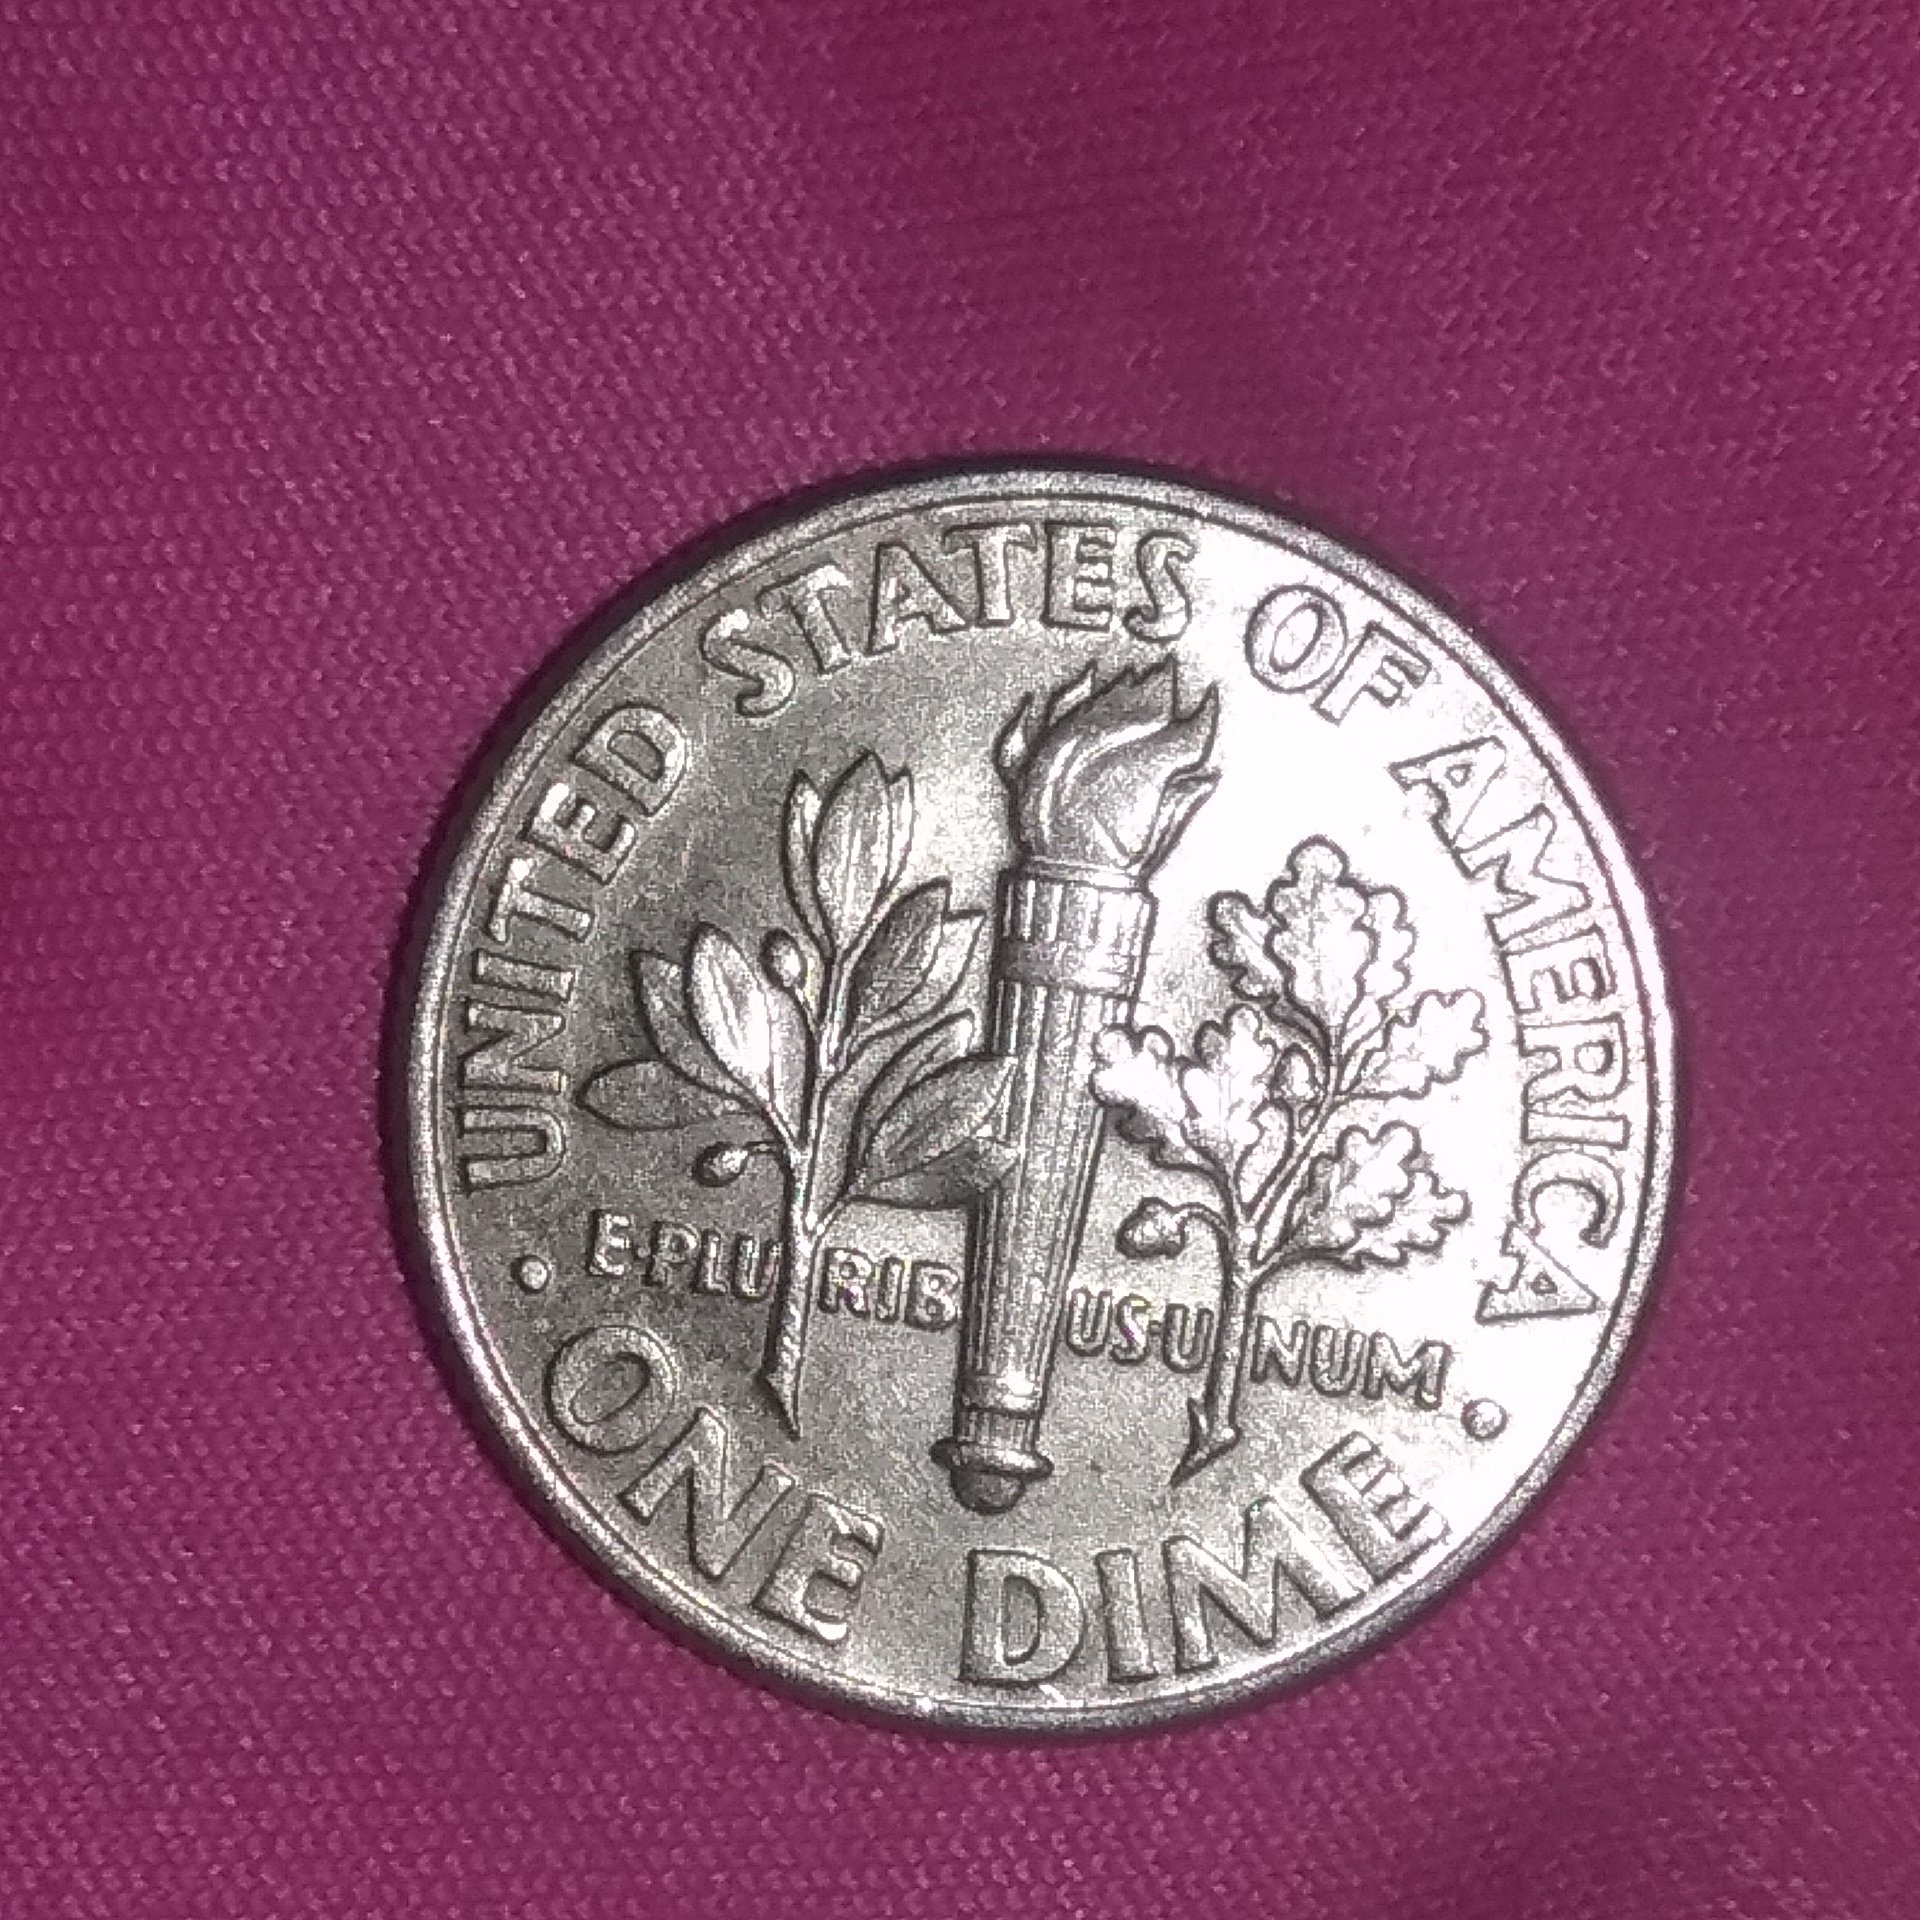 UNITED STATES OF AMERICA
E·PLURIBUS·UNUM
· ONE DIME ·